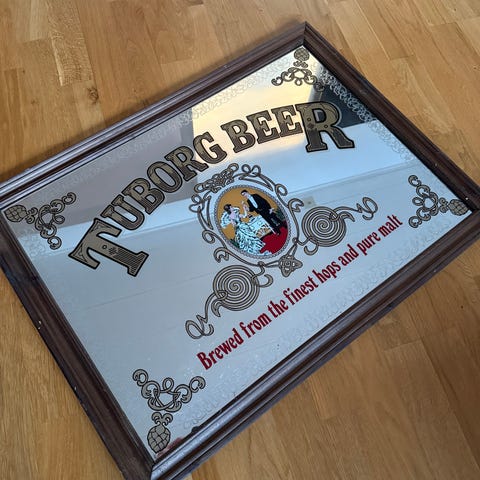 TUBORG BEER
Brewed from the finest hops and pure malt